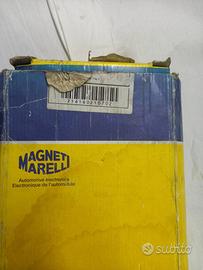 MAGNETI
MARELLI
Automotive electronics
Electronique de l'automobile
subito